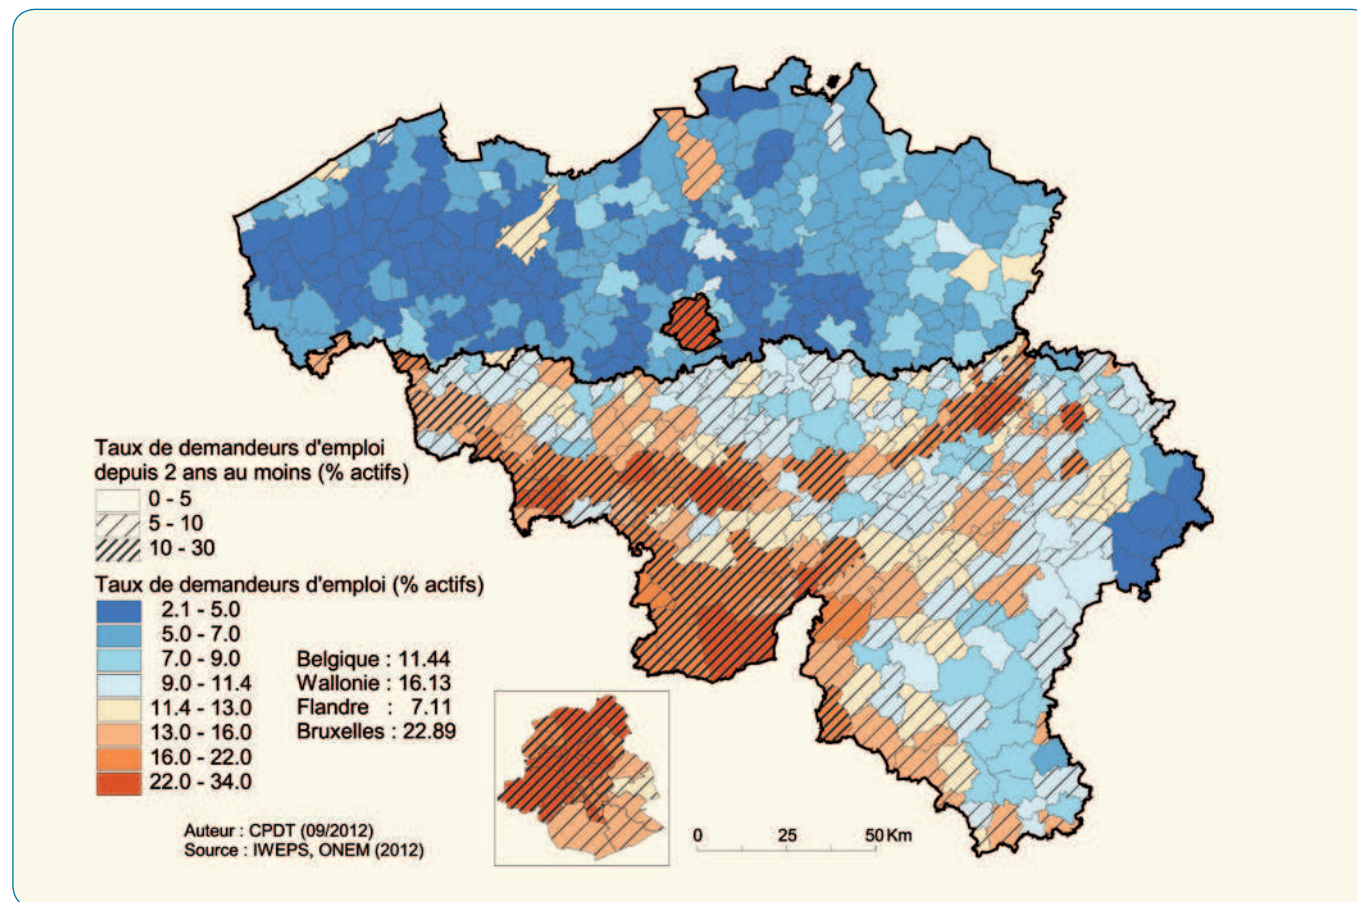 Taux de demandeurs d'emploi
depuis 2 ans au moins (% actifs)
0 - 5
5 - 10
10 - 30
Taux de demandeurs d'emploi (% actifs)
2.1 - 5.0
5.0 - 7.0
7.0 - 9.0
9.0 - 11.4
11.4 - 13.0
13.0 - 16.0
16.0 - 22.0
22.0 - 34.0
Belgique : 11.44
Wallonie : 16.13
Flandre : 7.11
Bruxelles : 22.89
Auteur : CPDT (09/2012)
Source : IWEPS, ONEM (2012)
0 25 50 Km